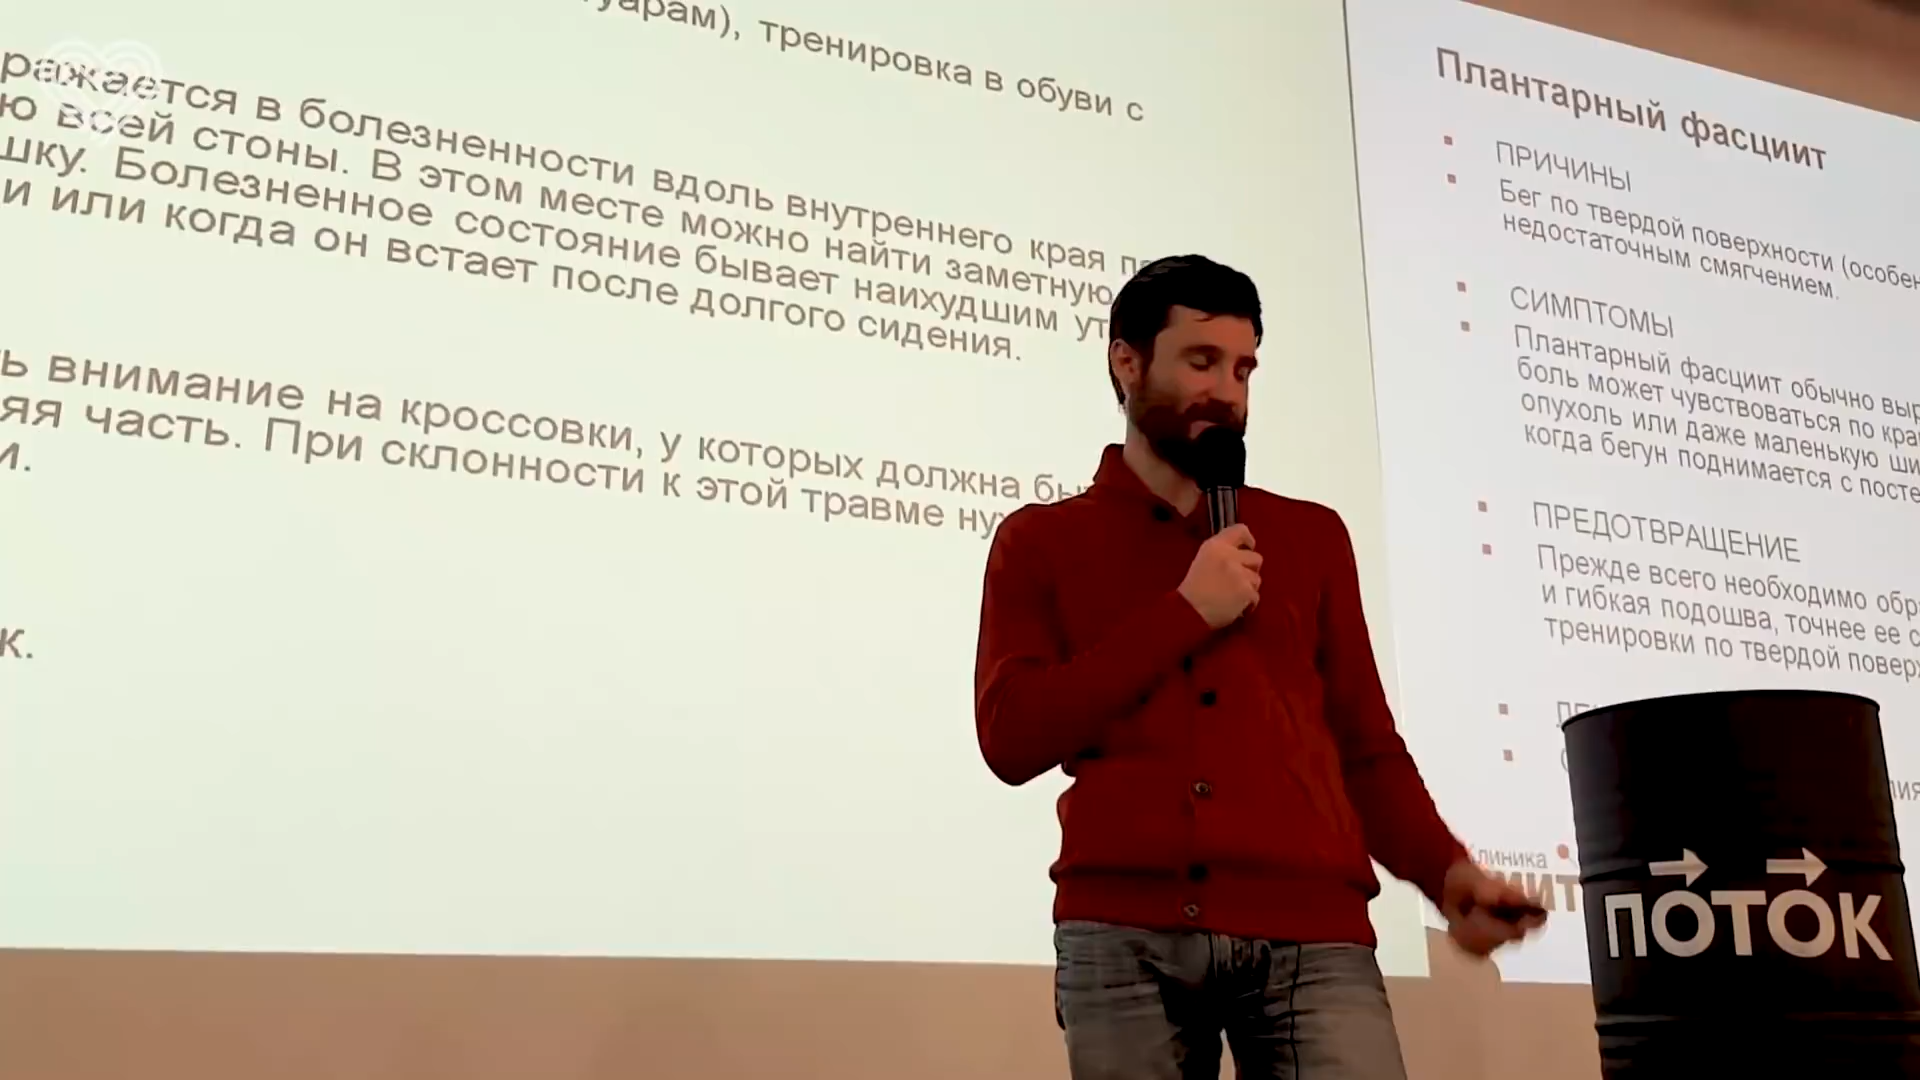 туарам), тренировка в обуви с
ражается в болезненности вдоль внутреннего края
ю всей стоны. В этом месте можно найти заметную
шку. Болезненное состояние бывает наихудшим ут
и или когда он встает после долгого сидения.
ь внимание на кроссовки, у которых должна бы
яя часть. При склонности к этой травме ну
и.
к.
Плантарный фасциит
ПРИЧИНЫ
Бег по твердой поверхности (особен
недостаточным смягчением.
СИМПТОМЫ
Плантарный фасциит обычно выр
боль может чувствоваться по кра
опухоль или даже маленькую ши
когда бегун поднимается с посте
ПРЕДОТВРАЩЕНИЕ
Прежде всего необходимо обр
и гибкая подошва, точнее ее с
тренировки по твердой поверх
Клиника
ПОТОК